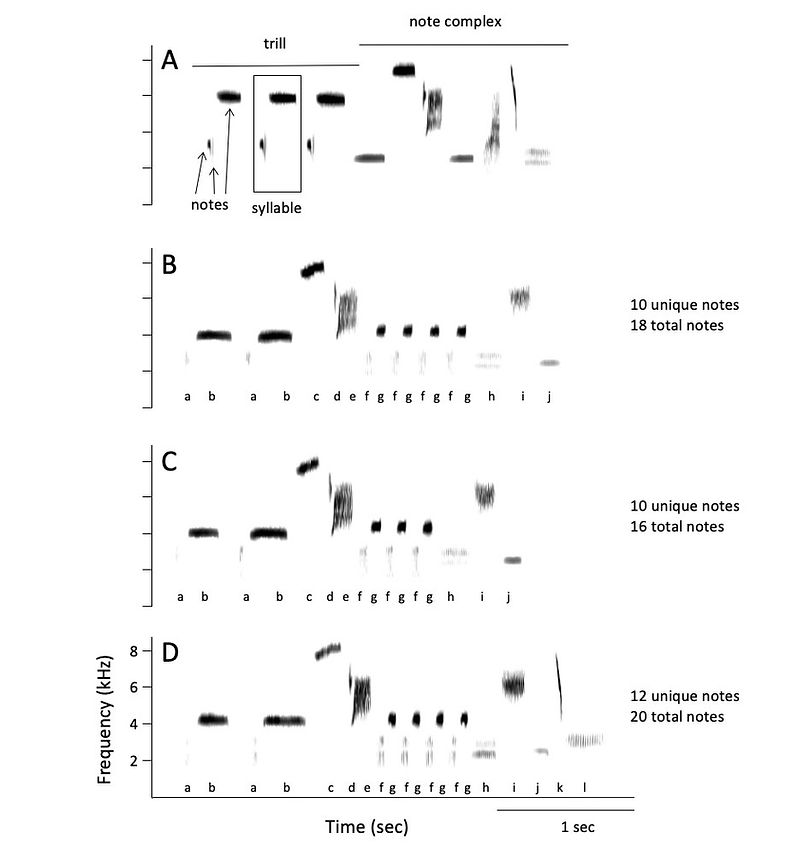 note complex
trill
A
notes
syllable
B
10 unique notes
18 total notes
a b a b c d e f g f g f g f g h i j
C
10 unique notes
16 total notes
a b a b c d e f g f g f g h i j
D
Frequency (kHz)
8
6
4
2
12 unique notes
20 total notes
a b a b c d e f g f g f g f g h i j k l
Time (sec)
1 sec